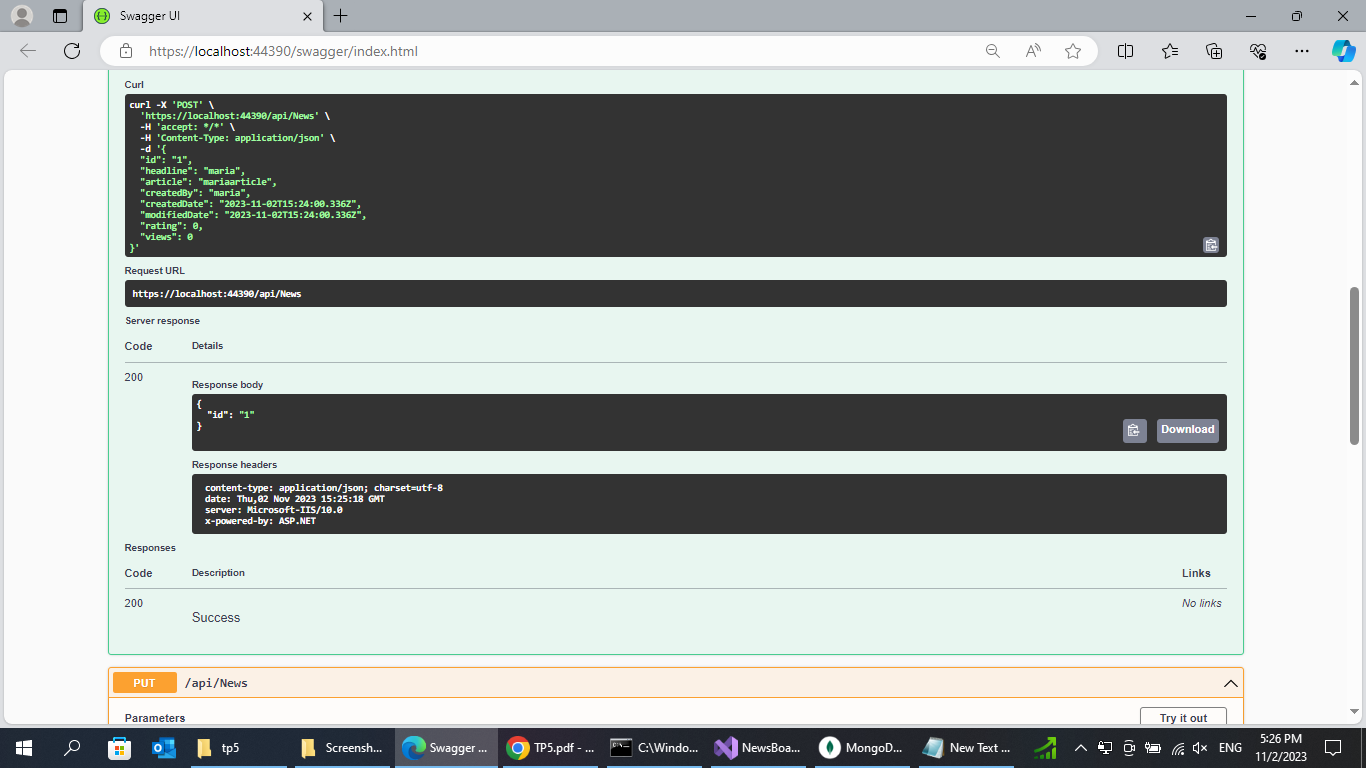 Swagger UI
https://localhost:44390/swagger/index.html
Curl
curl -X 'POST' \
'https://localhost:44390/api/News' \
-H 'accept: */*' \
-H 'Content-Type: application/json' \
-d '{
"id": "1",
"headline": "maria",
"article": "mariaarticle",
"createdBy": "maria",
"createdDate": "2023-11-02T15:24:00.336Z",
"modifiedDate": "2023-11-02T15:24:00.336Z",
"rating": 0,
"views": 0
}'
Request URL
https://localhost:44390/api/News
Server response
Code Details
200
Response body
{
"id": "1"
}
Download
Response headers
content-type: application/json; charset=utf-8
date: Thu,02 Nov 2023 15:25:18 GMT
server: Microsoft-IIS/10.0
x-powered-by: ASP.NET
Responses
Code Description Links
200 No links
Success
PUT /api/News
Parameters Try it out
tp5 Screensh... Swagger ... TP5.pdf - ... C:\Windo... NewsBoa... MongoD... New Text ... ENG
5:26 PM
11/2/2023